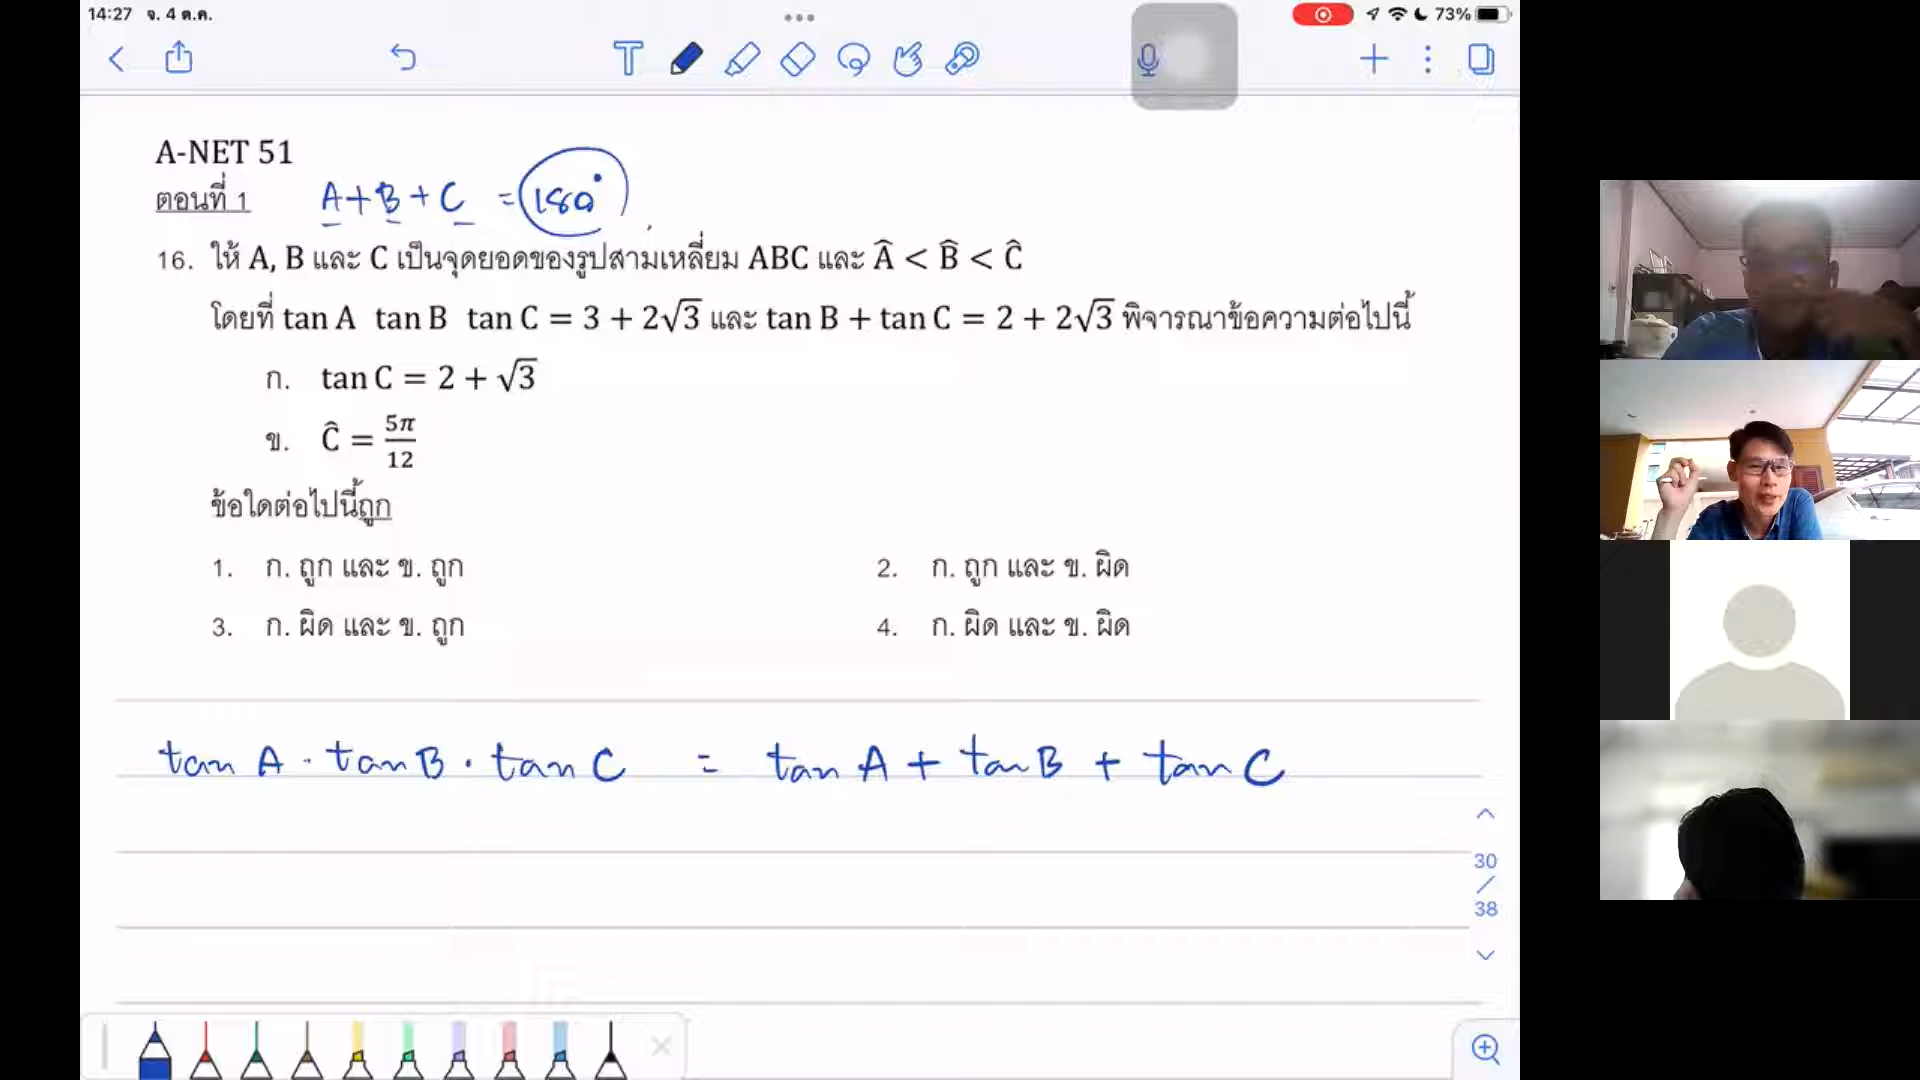 14:27 จ. 4 ต.ค.
73%
A-NET 51
ตอนที่ 1
A + B + C = 180°
16. ให้ A, B และ C เป็นจุดยอดของรูปสามเหลี่ยม ABC และ Â < B̂ < Ĉ
โดยที่ tan A tan B tan C = 3 + 2√3 และ tan B + tan C = 2 + 2√3 พิจารณาข้อความต่อไปนี้
ก. tan C = 2 + √3
ข. Ĉ = 5π/12
ข้อใดต่อไปนี้ถูก
1. ก. ถูก และ ข. ถูก
2. ก. ถูก และ ข. ผิด
3. ก. ผิด และ ข. ถูก
4. ก. ผิด และ ข. ผิด
tan A · tan B · tan C = tan A + tan B + tan C
30
/
38